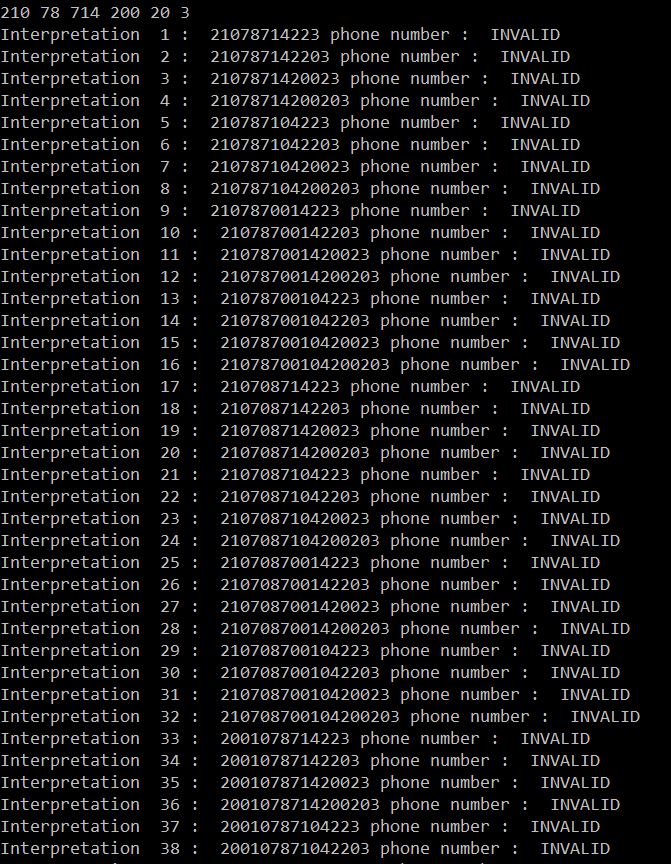 210 78 714 200 20 3
Interpretation  1 :  21078714223 phone number :  INVALID
Interpretation  2 :  210787142203 phone number :  INVALID
Interpretation  3 :  2107871420023 phone number :  INVALID
Interpretation  4 :  21078714200203 phone number :  INVALID
Interpretation  5 :  210787104223 phone number :  INVALID
Interpretation  6 :  2107871042203 phone number :  INVALID
Interpretation  7 :  21078710420023 phone number :  INVALID
Interpretation  8 :  210787104200203 phone number :  INVALID
Interpretation  9 :  2107870014223 phone number :  INVALID
Interpretation  10 :  21078700142203 phone number :  INVALID
Interpretation  11 :  210787001420023 phone number :  INVALID
Interpretation  12 :  2107870014200203 phone number :  INVALID
Interpretation  13 :  21078700104223 phone number :  INVALID
Interpretation  14 :  210787001042203 phone number :  INVALID
Interpretation  15 :  2107870010420023 phone number :  INVALID
Interpretation  16 :  21078700104200203 phone number :  INVALID
Interpretation  17 :  210708714223 phone number :  INVALID
Interpretation  18 :  2107087142203 phone number :  INVALID
Interpretation  19 :  21070871420023 phone number :  INVALID
Interpretation  20 :  210708714200203 phone number :  INVALID
Interpretation  21 :  2107087104223 phone number :  INVALID
Interpretation  22 :  21070871042203 phone number :  INVALID
Interpretation  23 :  210708710420023 phone number :  INVALID
Interpretation  24 :  2107087104200203 phone number :  INVALID
Interpretation  25 :  21070870014223 phone number :  INVALID
Interpretation  26 :  210708700142203 phone number :  INVALID
Interpretation  27 :  2107087001420023 phone number :  INVALID
Interpretation  28 :  21070870014200203 phone number :  INVALID
Interpretation  29 :  210708700104223 phone number :  INVALID
Interpretation  30 :  2107087001042203 phone number :  INVALID
Interpretation  31 :  21070870010420023 phone number :  INVALID
Interpretation  32 :  210708700104200203 phone number :  INVALID
Interpretation  33 :  2001078714223 phone number :  INVALID
Interpretation  34 :  20010787142203 phone number :  INVALID
Interpretation  35 :  200107871420023 phone number :  INVALID
Interpretation  36 :  2001078714200203 phone number :  INVALID
Interpretation  37 :  20010787104223 phone number :  INVALID
Interpretation  38 :  200107871042203 phone number :  INVALID